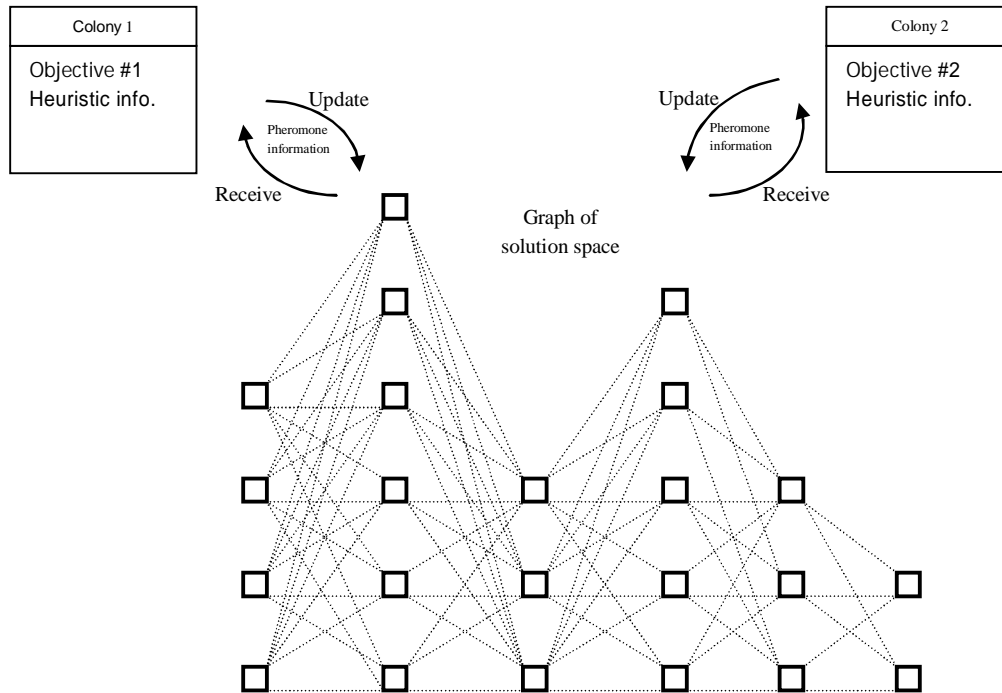 Colony 1
Objective #1
Heuristic info.
Update
Pheromone
information
Receive
Colony 2
Objective #2
Heuristic info.
Update
Pheromone
information
Receive
Graph of
solution space